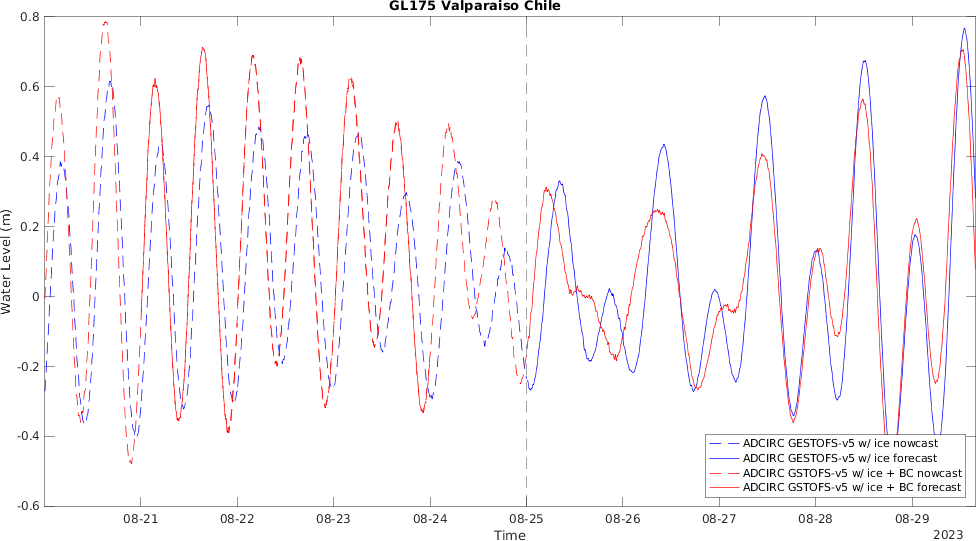 GL175 Valparaiso Chile
0.8
0.6
0.4
0.2
0
-0.2
-0.4
-0.6
Water Level (m)
ADCIRC GESTOFS-v5 w/ ice nowcast
ADCIRC GESTOFS-v5 w/ ice forecast
ADCIRC GSTOFS-v5 w/ ice + BC nowcast
ADCIRC GSTOFS-v5 w/ ice + BC forecast
08-21 08-22 08-23 08-24 08-25 08-26 08-27 08-28 08-29
Time
2023